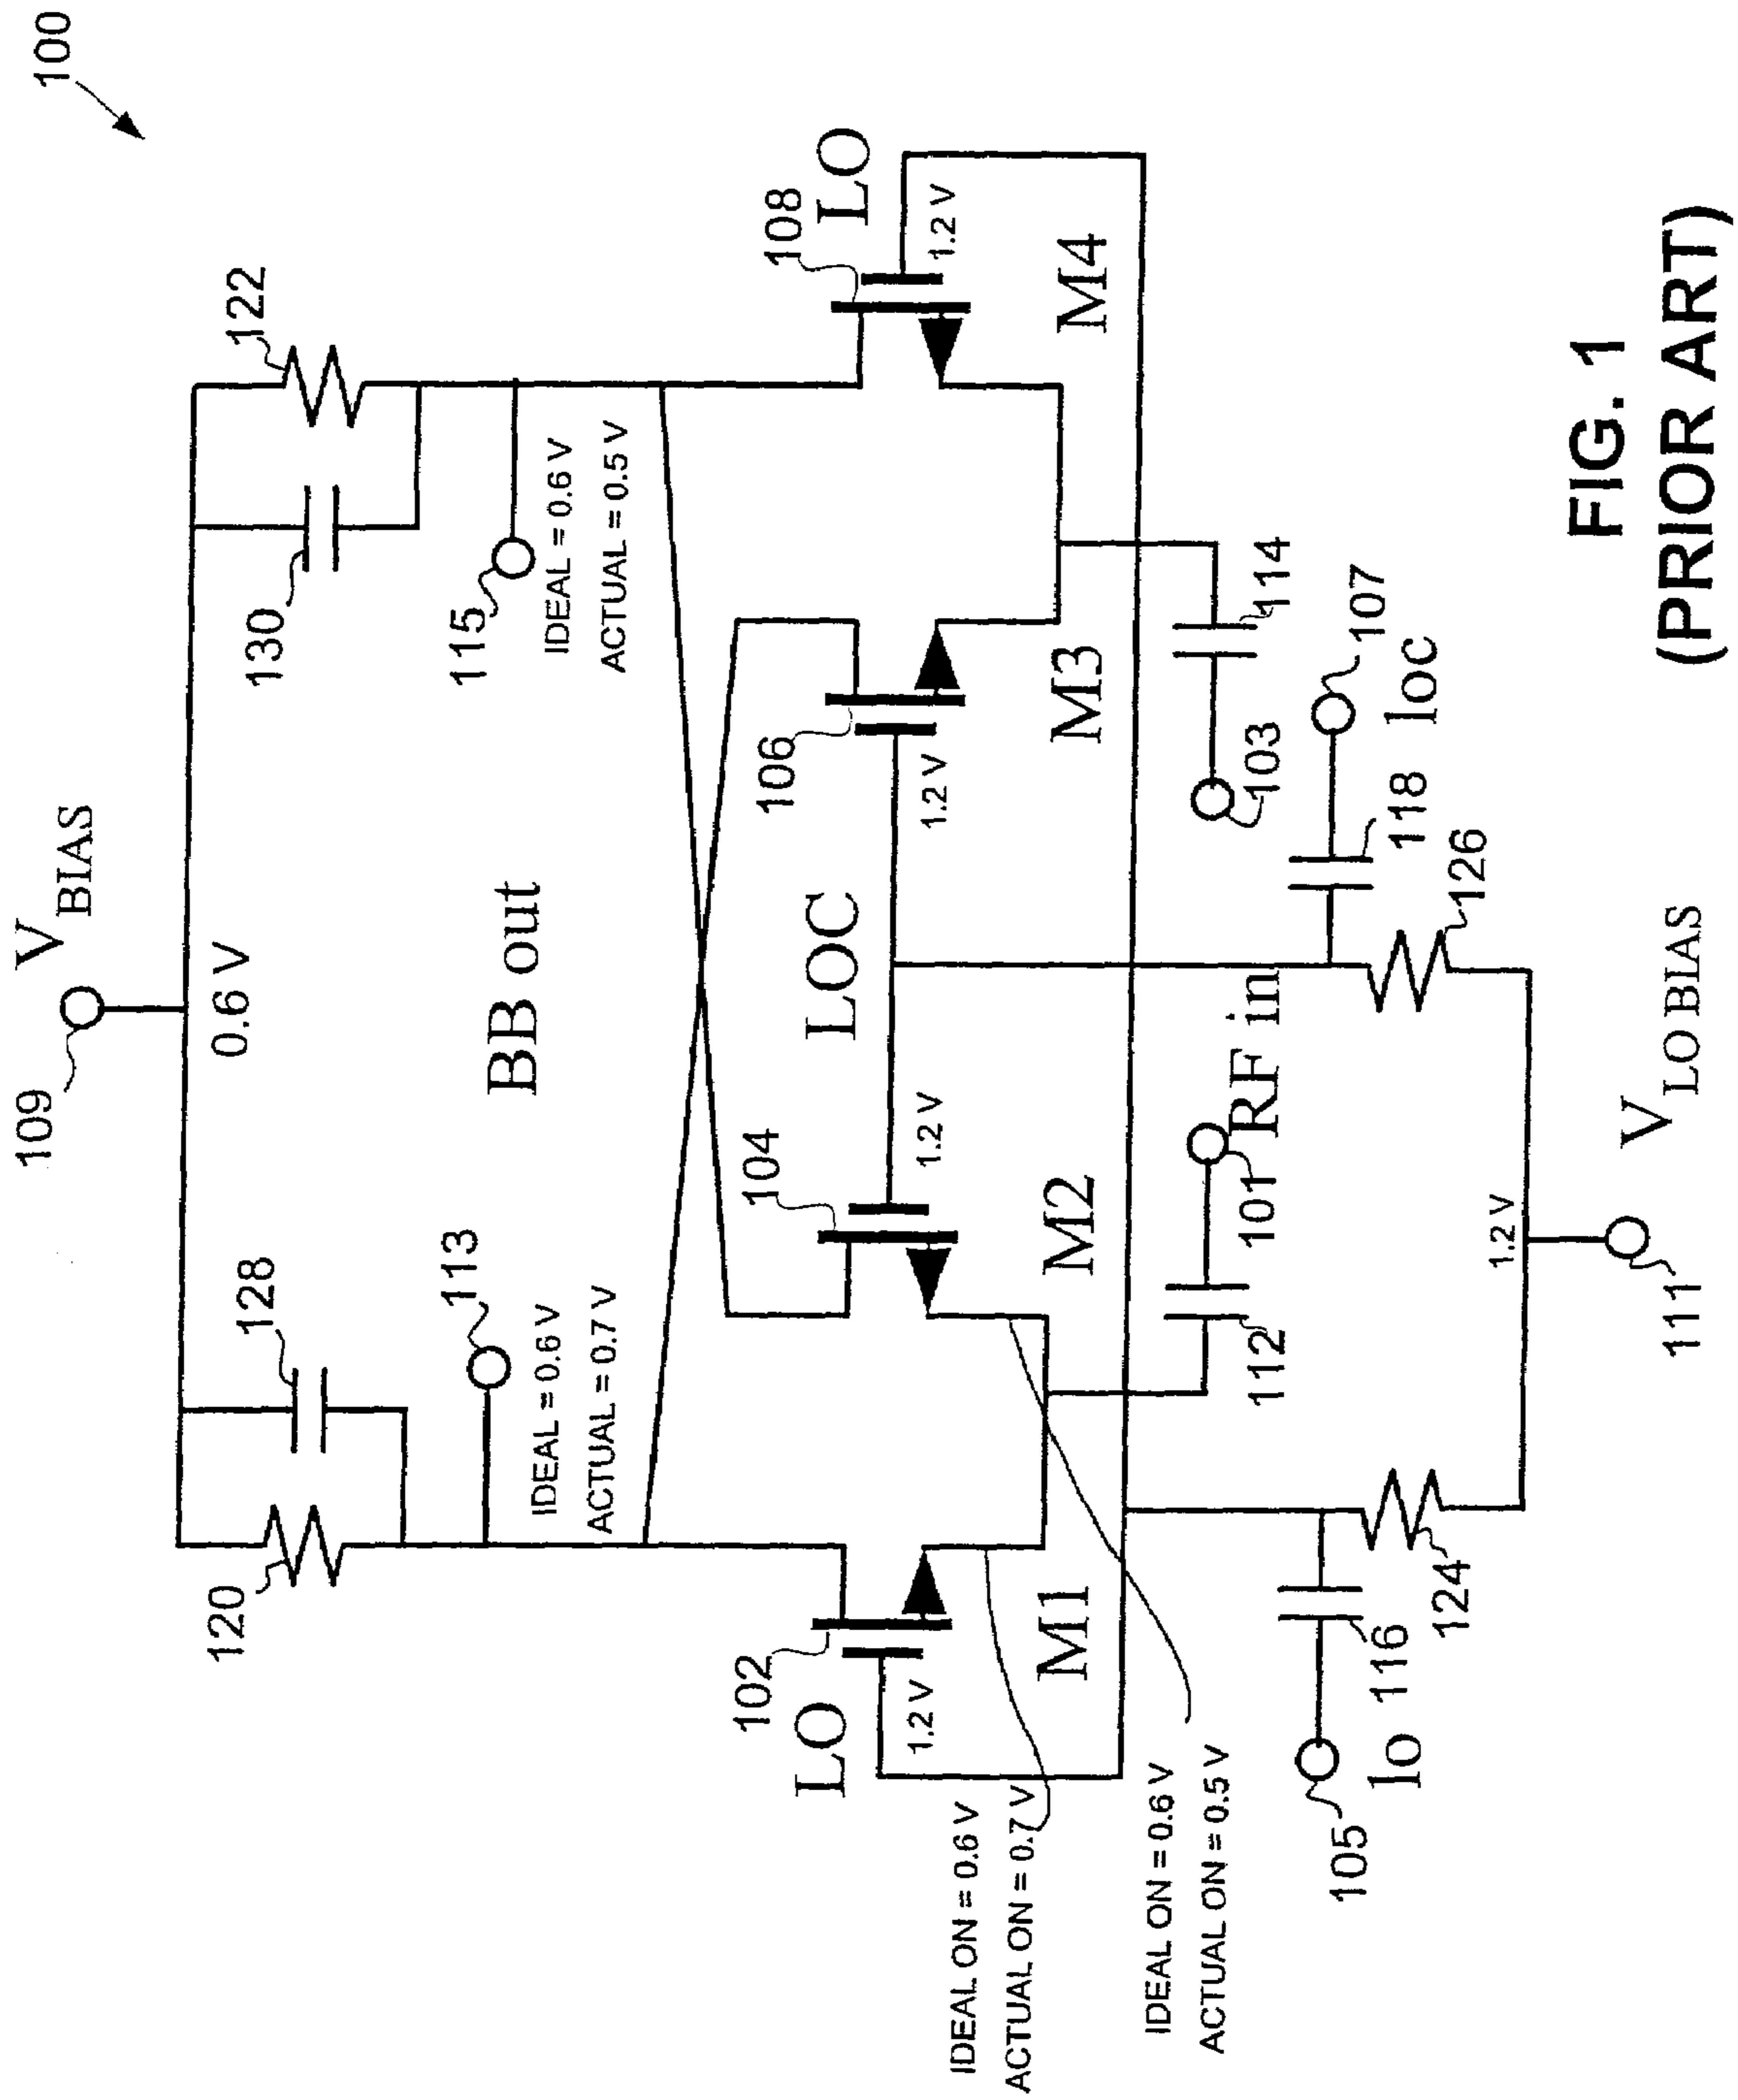 100
109
V BIAS
0.6 V
120
128
130
122
113
115
IDEAL = 0.6 V
ACTUAL = 0.7 V
BB out
IDEAL = 0.6 V
ACTUAL = 0.5 V
102
LO
1.2 V
M1
104
1.2 V
M2
LOC
106
1.2 V
M3
108
LO
1.2 V
M4
IDEAL ON = 0.6 V
ACTUAL ON = 0.7 V
IDEAL ON = 0.6 V
ACTUAL ON = 0.5 V
112
101
RF in
103
114
105
lo
116
124
118
107
loc
126
1.2 V
111
V LO BIAS
FIG. 1
(PRIOR ART)